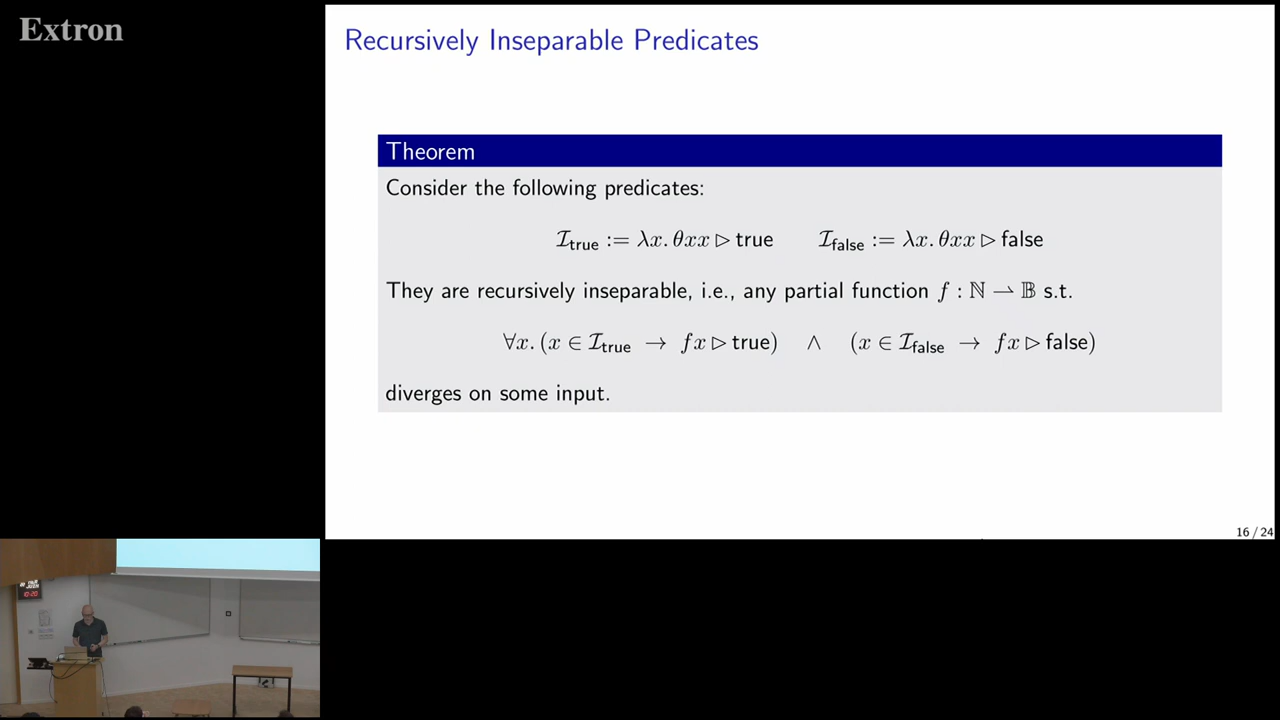 Extron
Recursively Inseparable Predicates
Theorem
Consider the following predicates:
𝓘_true := λx. θxx ▷ true    𝓘_false := λx. θxx ▷ false
They are recursively inseparable, i.e., any partial function f : ℕ ⇀ 𝔹 s.t.
∀x. (x ∈ 𝓘_true → fx ▷ true) ∧ (x ∈ 𝓘_false → fx ▷ false)
diverges on some input.
16 / 24